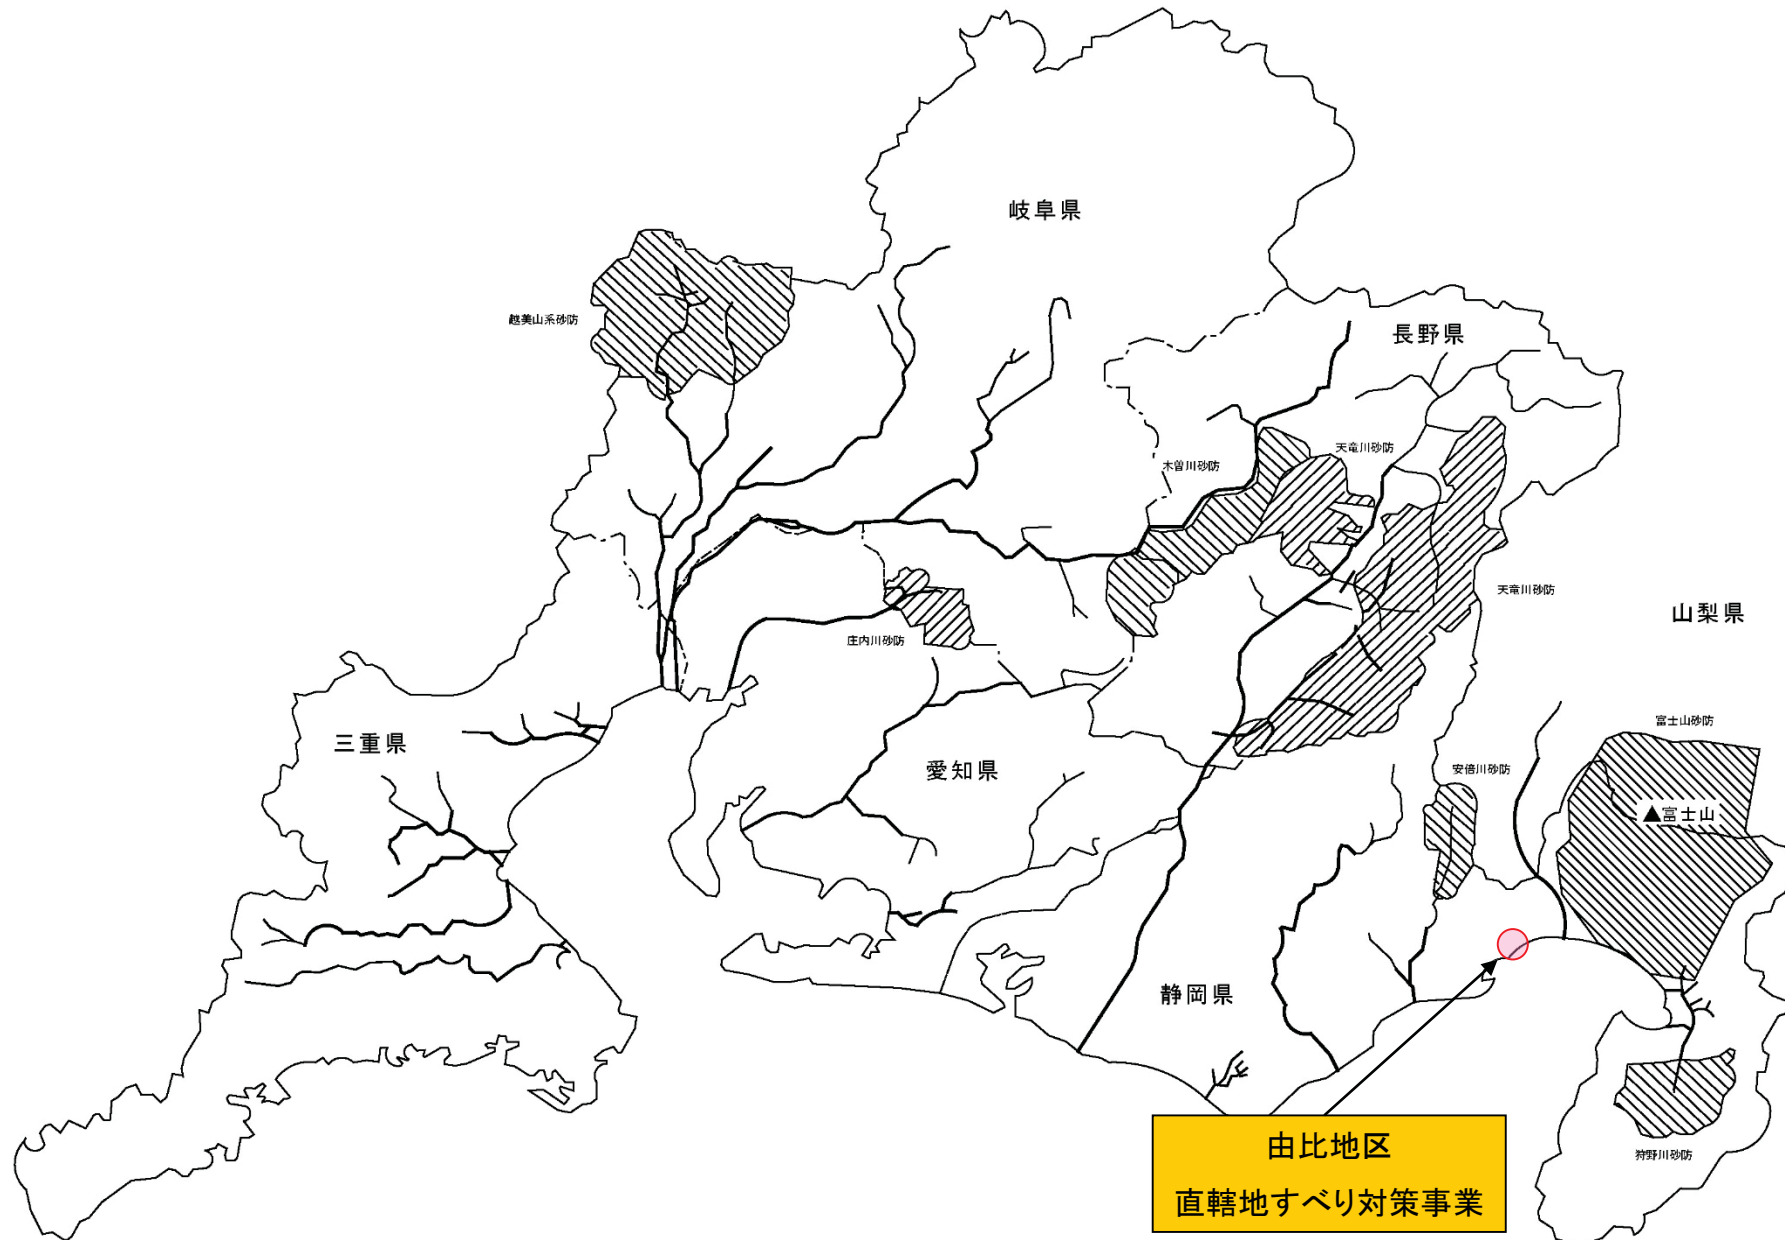 岐阜県
越美山系砂防
長野県
天竜川砂防
木曽川砂防
天竜川砂防
山梨県
庄内川砂防
富士山砂防
三重県
愛知県
安倍川砂防
▲富士山
静岡県
由比地区
直轄地すべり対策事業
狩野川砂防